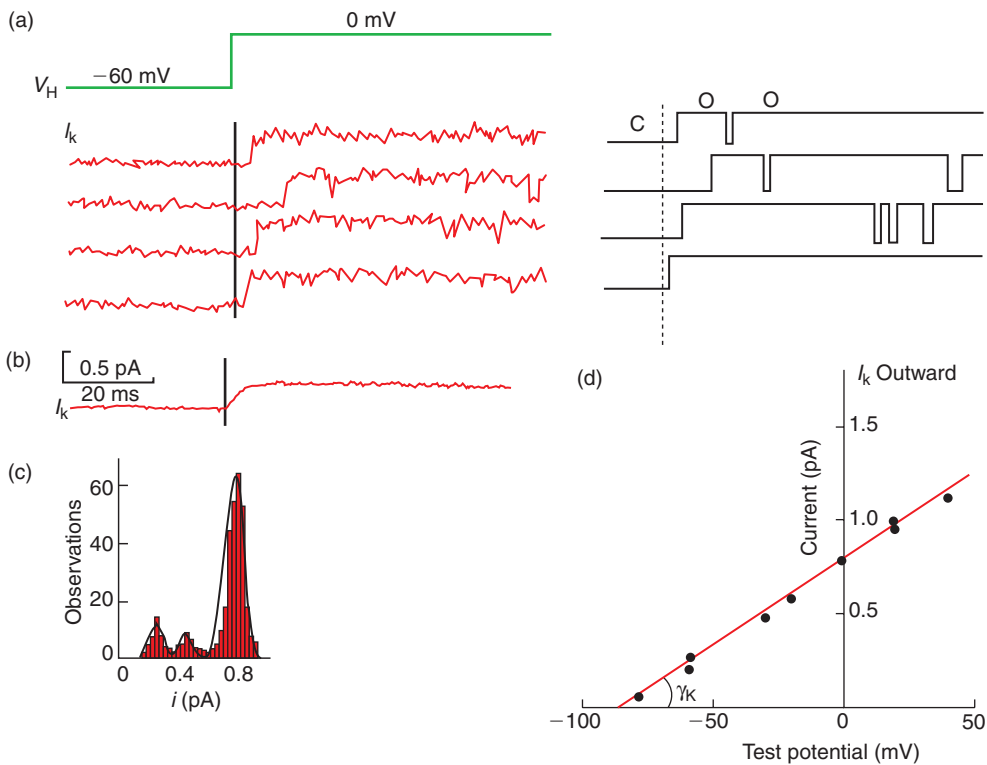 (a)
0 mV
−60 mV
V_H
I_k
C
O
O
(b)
0.5 pA
20 ms
I_k
(c)
Observations
60
40
20
0
0
0.4
0.8
i (pA)
(d)
I_k Outward
Current (pA)
1.5
1.0
0.5
γ_K
−100
−50
0
50
Test potential (mV)